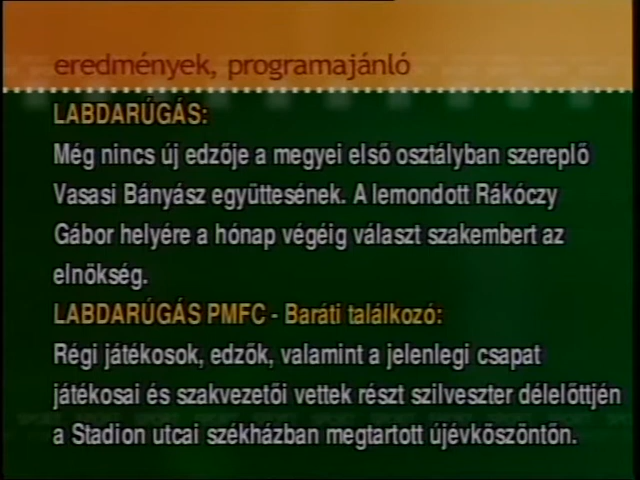 eredmények, programajánló
LABDARÚGÁS:
Még nincs új edzője a megyei első osztályban szereplő
Vasasi Bányász együttesének. A lemondott Rákóczy
Gábor helyére a hónap végéig választ szakembert az
elnökség.
LABDARÚGÁS PMFC - Baráti találkozó:
Régi játékosok, edzők, valamint a jelenlegi csapat
játékosai és szakvezetői vettek részt szilveszter délelőttjén
a Stadion utcai székházban megtartott újévköszöntőn.